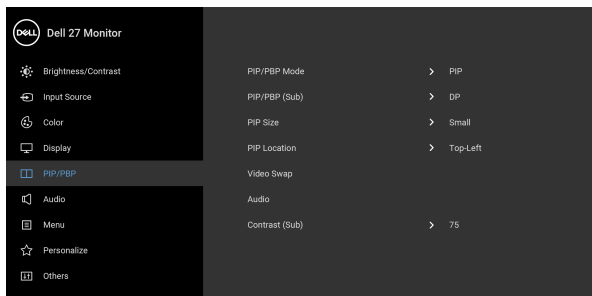 DELL Dell 27 Monitor
Brightness/Contrast
Input Source
Color
Display
PIP/PBP
Audio
Menu
Personalize
Others
PIP/PBP Mode > PIP
PIP/PBP (Sub) > DP
PIP Size > Small
PIP Location > Top-Left
Video Swap
Audio
Contrast (Sub) > 75